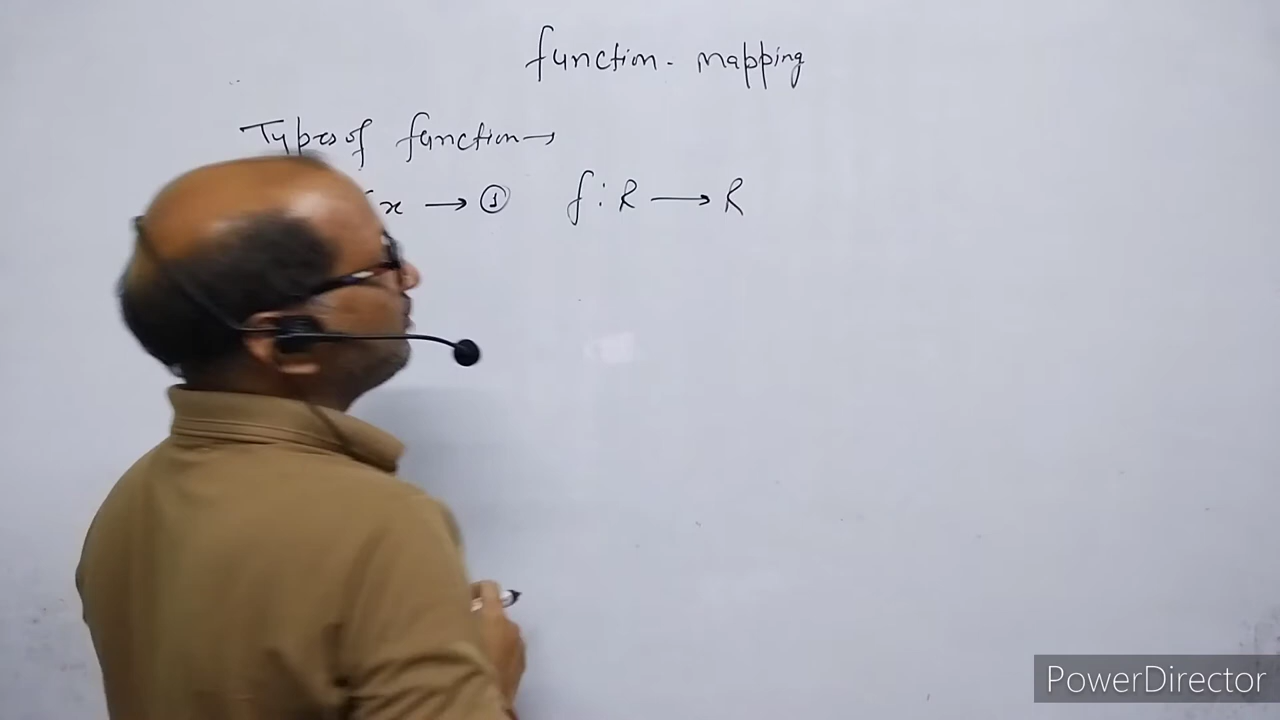 function - mapping
Types of function →
x → ① f : R → R
PowerDirector